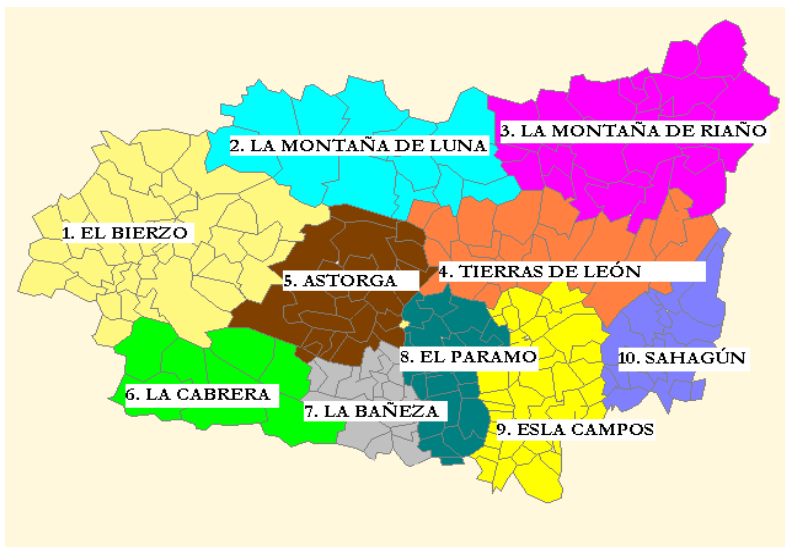 3. LA MONTAÑA DE RIAÑO
2. LA MONTAÑA DE LUNA
1. EL BIERZO
4. TIERRAS DE LEÓN
5. ASTORGA
8. EL PARAMO
10. SAHAGÚN
6. LA CABRERA
7. LA BAÑEZA
9. ESLA CAMPOS